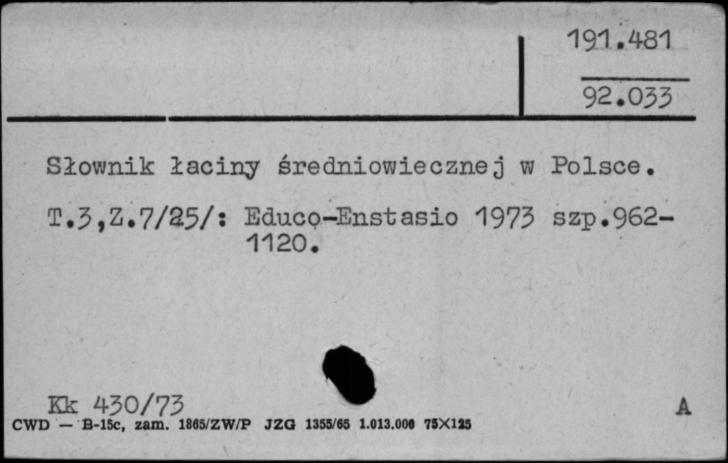 191.481
92.033
Słownik łaciny średniowiecznej w Polsce.
T.3,Z.7/25/: Educo-Enstasio 1973 szp.962-
1120.
Kk 430/73
A
CWD — B-15c, zam. 1865/ZW/P JZG 1355/65 1.013.000 75X125